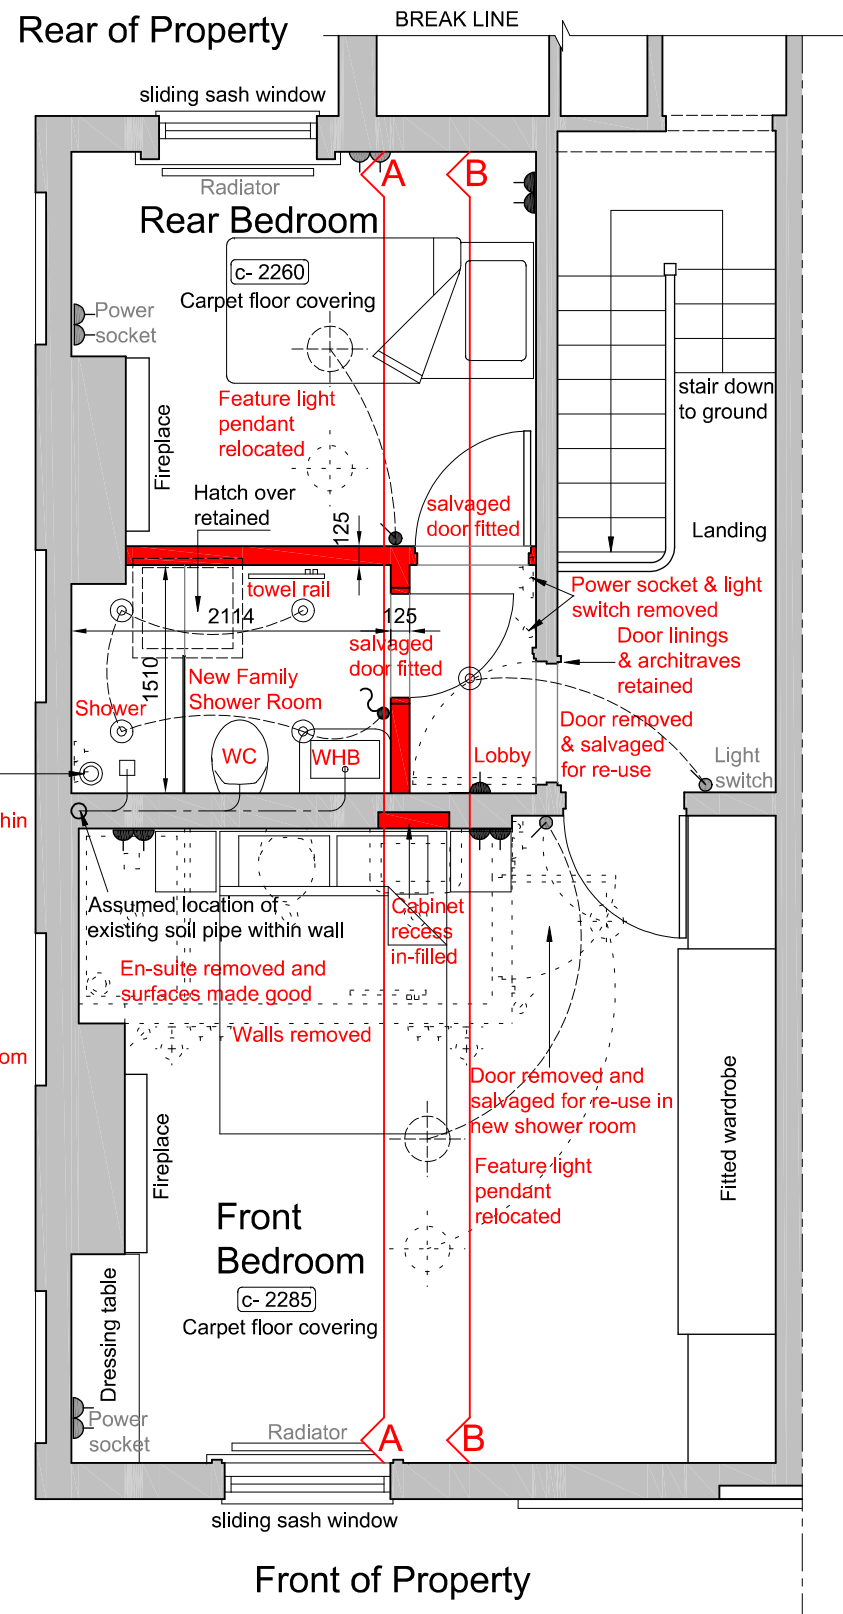 Rear of Property
BREAK LINE
sliding sash window
Radiator
A
B
Rear Bedroom
c- 2260
Carpet floor covering
Power
socket
stair down
to ground
Feature light
pendant
relocated
Fireplace
Hatch over
retained
125
salvaged
door fitted
Landing
towel rail
Power socket & light
switch removed
2114
125
1510
salvaged
door fitted
Door linings
& architraves
retained
New Family
Shower Room
Shower
Door removed
& salvaged
for re-use
WC
WHB
Lobby
Light
switch
hin
Assumed location of
existing soil pipe within wall
Cabinet
recess
in-filled
En-suite removed and
surfaces made good
Walls removed
om
Door removed and
salvaged for re-use in
new shower room
Fireplace
Fitted wardrobe
Feature light
pendant
relocated
Front
Bedroom
c- 2285
Carpet floor covering
Dressing table
Power
socket
Radiator
A
B
sliding sash window
Front of Property